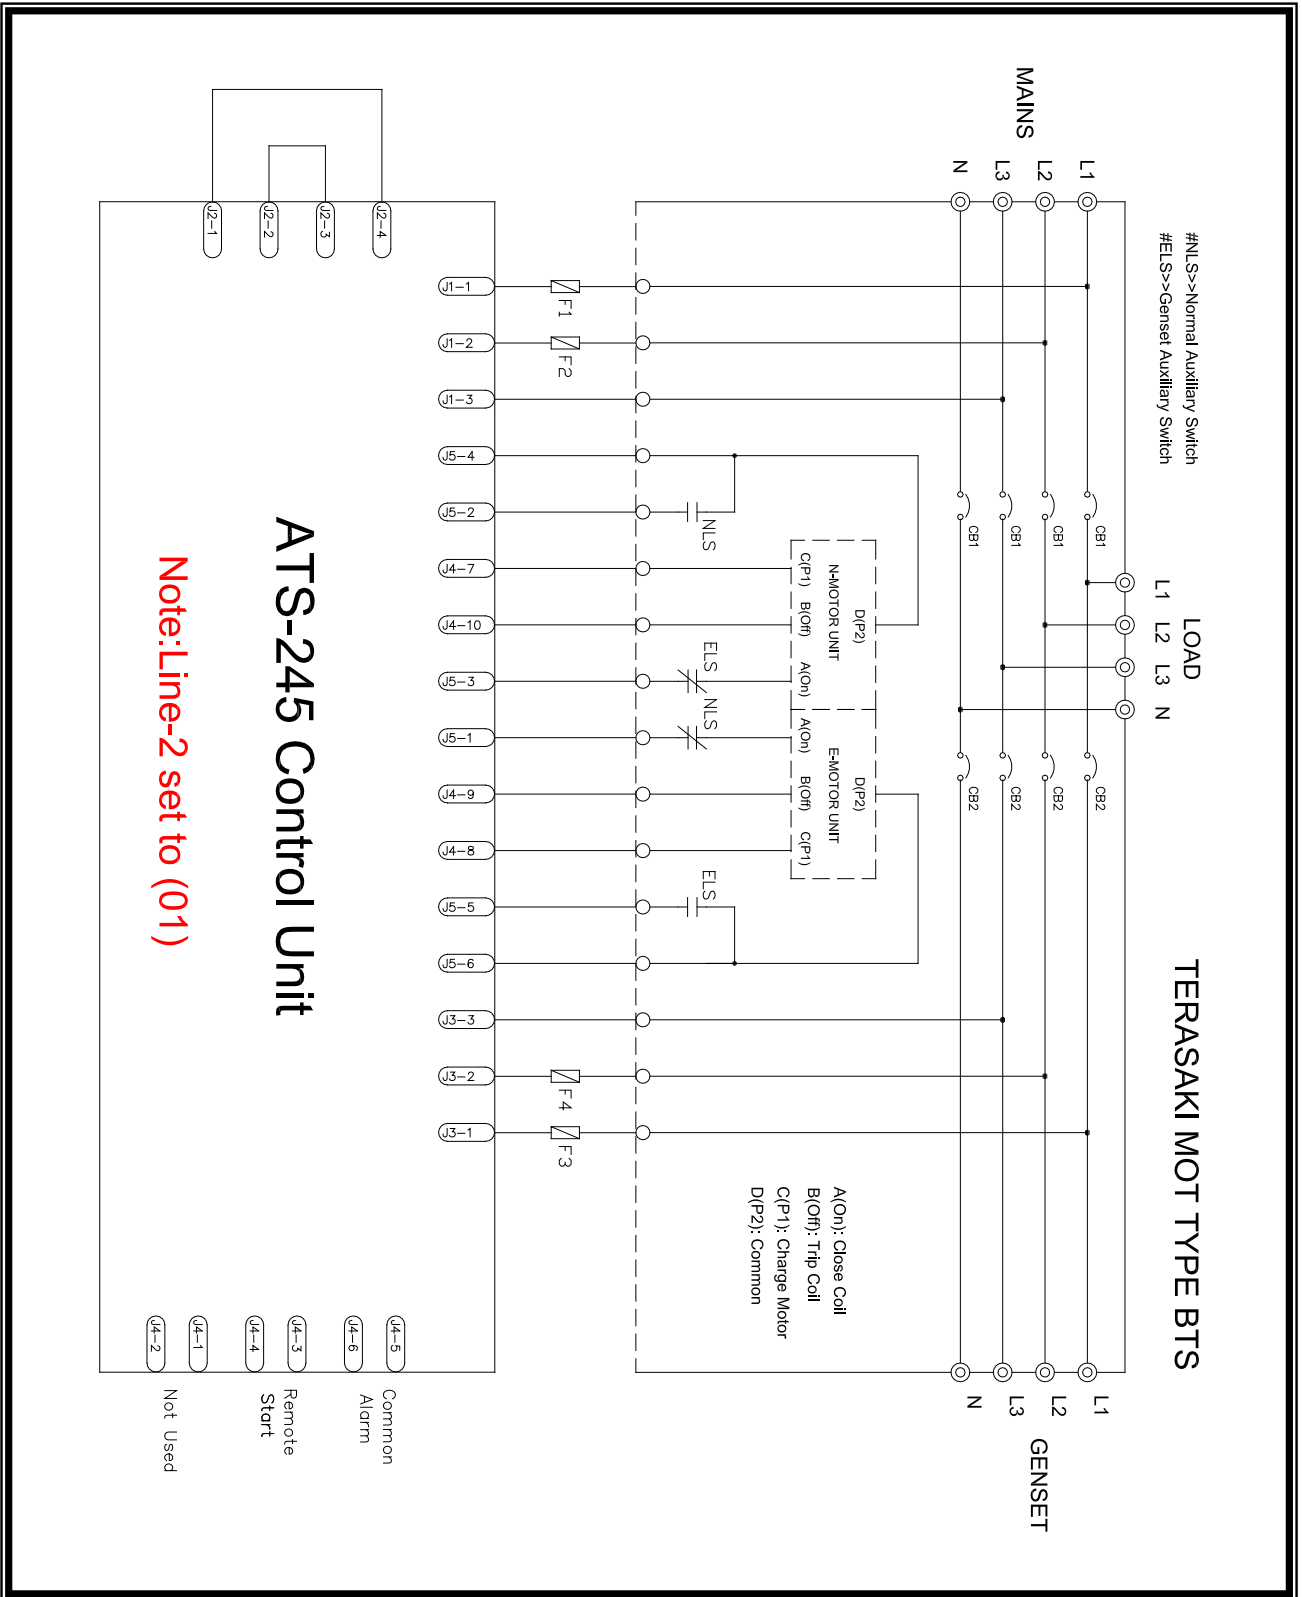 TERASAKI MOT TYPE BTS
#NLS>>Normal Auxiliary Switch
#ELS>>Genset Auxiliary Switch
MAINS
L1
L2
L3
N
LOAD
L1
L2
L3
N
GENSET
L1
L2
L3
N
CB1
CB1
CB1
CB1
CB2
CB2
CB2
CB2
D(P2)
N-MOTOR UNIT
C(P1)
B(Off)
A(On)
D(P2)
E-MOTOR UNIT
A(On)
B(Off)
C(P1)
A(On): Close Coil
B(Off): Trip Coil
C(P1): Charge Motor
D(P2): Common
NLS
ELS
NLS
ELS
F1
F2
F4
F3
J1-1
J1-2
J1-3
J5-4
J5-2
J4-7
J4-10
J5-3
J5-1
J4-9
J4-8
J5-5
J5-6
J3-3
J3-2
J3-1
J2-4
J2-3
J2-2
J2-1
ATS-245 Control Unit
Note:Line-2 set to (01)
J4-5
J4-6
J4-3
J4-4
J4-1
J4-2
Common
Alarm
Remote
Start
Not Used